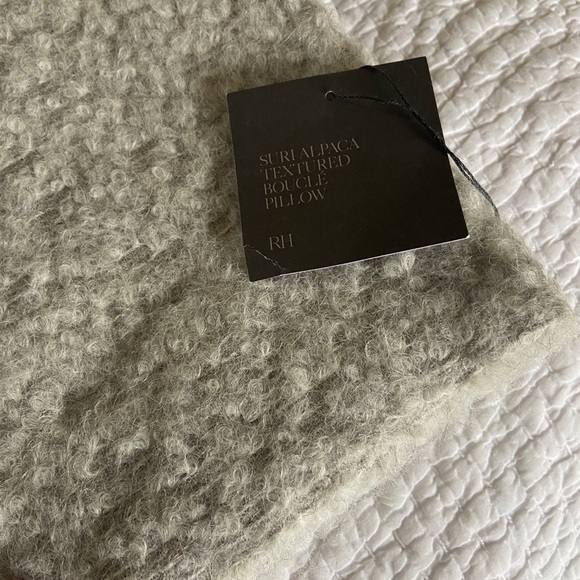 SURI ALPACA
TEXTURED
BOUCLÉ
PILLOW
RH